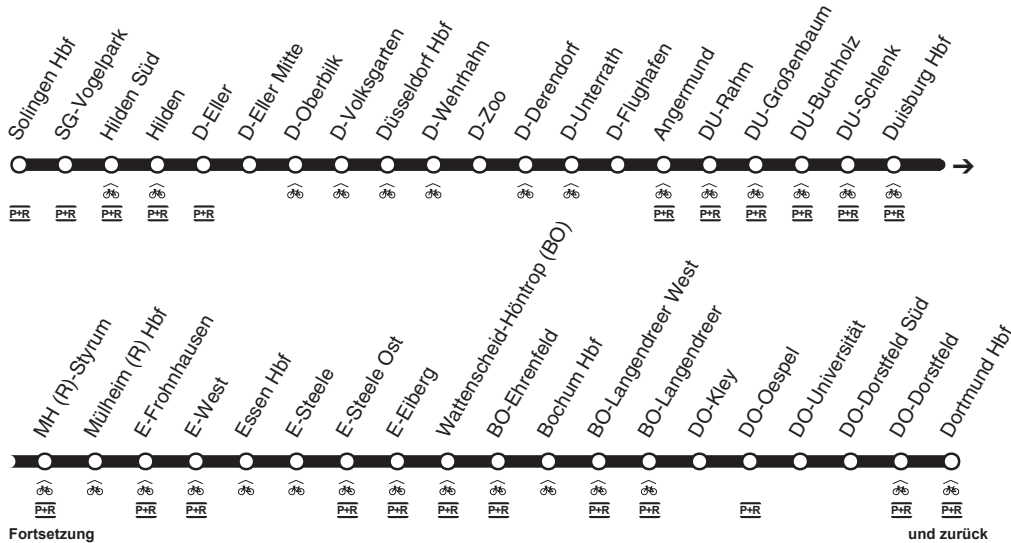 Solingen Hbf
SG-Vogelpark
Hilden Süd
Hilden
D-Eller
D-Eller Mitte
D-Oberbilk
D-Volksgarten
Düsseldorf Hbf
D-Wehrhahn
D-Zoo
D-Derendorf
D-Unterrath
D-Flughafen
Angermund
DU-Rahm
DU-Großenbaum
DU-Buchholz
DU-Schlenk
Duisburg Hbf
P+R P+R P+R P+R P+R P+R P+R P+R P+R P+R P+R
MH (R)-Styrum
Mülheim (R) Hbf
E-Frohnhausen
E-West
Essen Hbf
E-Steele
E-Steele Ost
E-Eiberg
Wattenscheid-Höntrop (BO)
BO-Ehrenfeld
Bochum Hbf
BO-Langendreer West
BO-Langendreer
DO-Kley
DO-Oespel
DO-Universität
DO-Dorstfeld Süd
DO-Dorstfeld
Dortmund Hbf
P+R P+R P+R P+R P+R P+R P+R P+R P+R P+R P+R P+R
Fortsetzung
und zurück